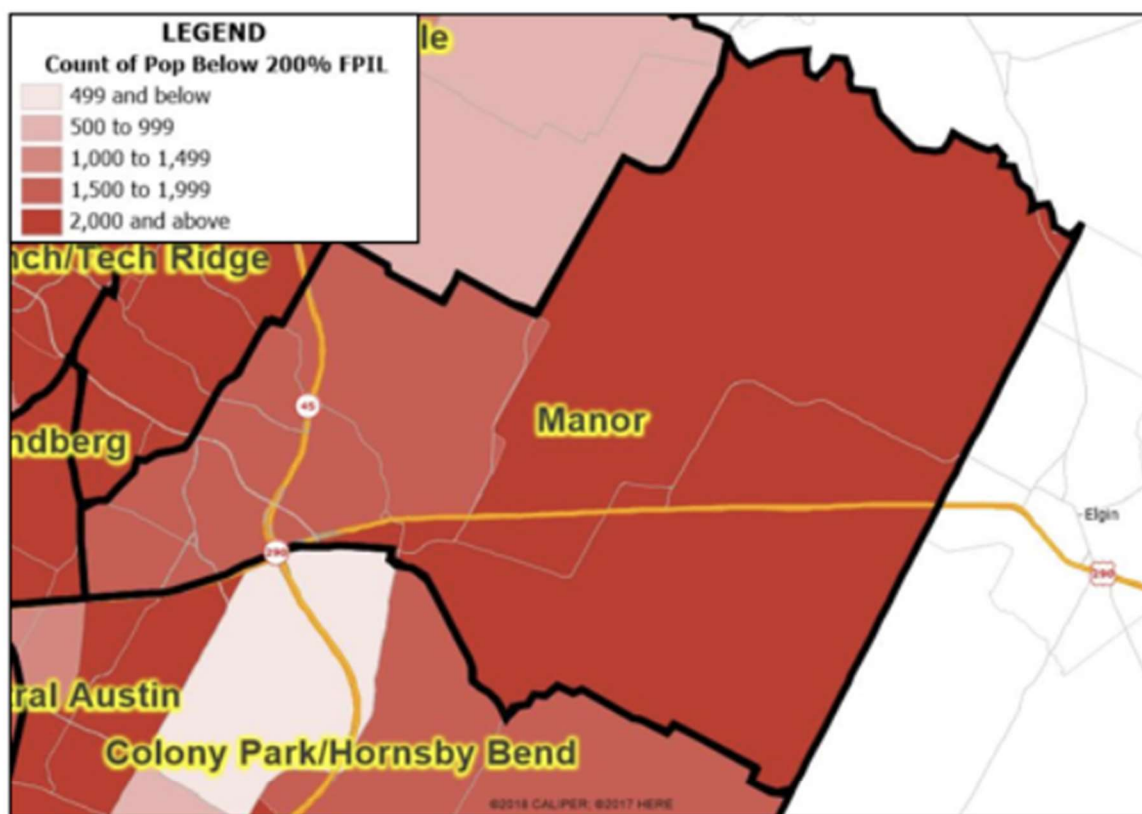 LEGEND
Count of Pop Below 200% FPIL
499 and below
500 to 999
1,000 to 1,499
1,500 to 1,999
2,000 and above
le
nch/Tech Ridge
45
Manor
ndberg
Elgin
290
290
tral Austin
Colony Park/Hornsby Bend
©2018 CALIPER; ©2017 HERE